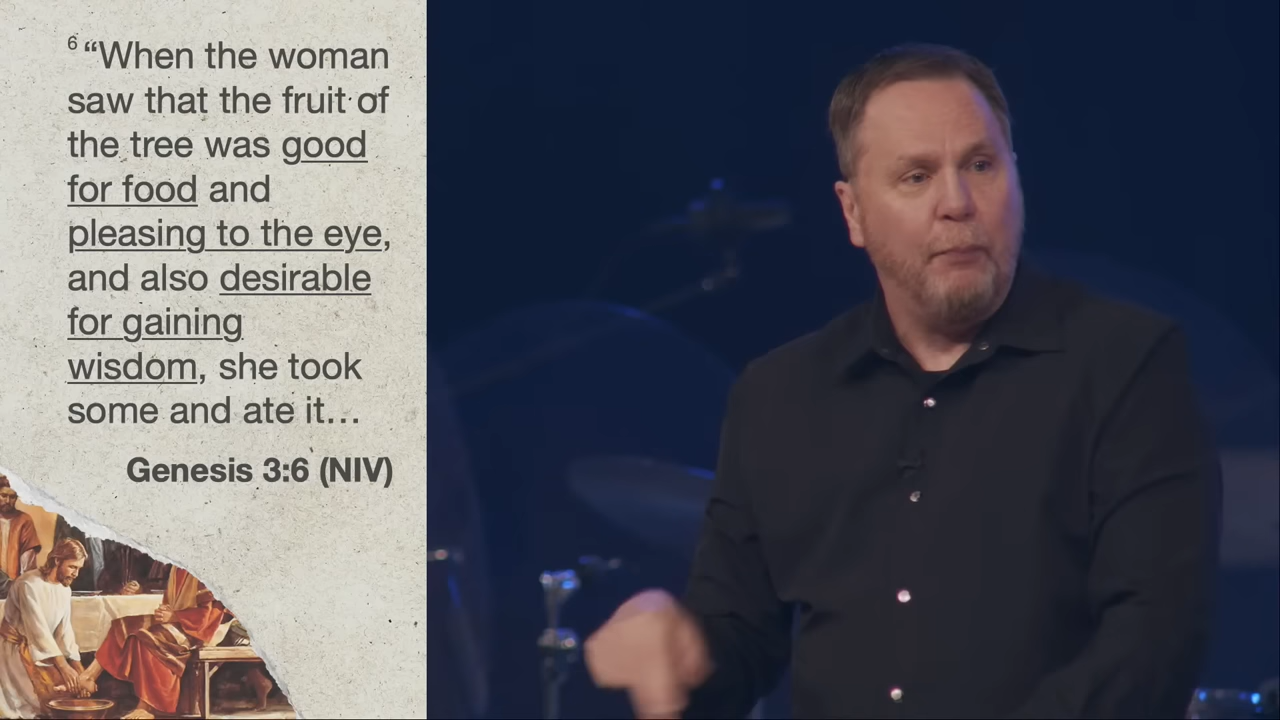 6 “When the woman
saw that the fruit of
the tree was good
for food and
pleasing to the eye,
and also desirable
for gaining
wisdom, she took
some and ate it…
Genesis 3:6 (NIV)